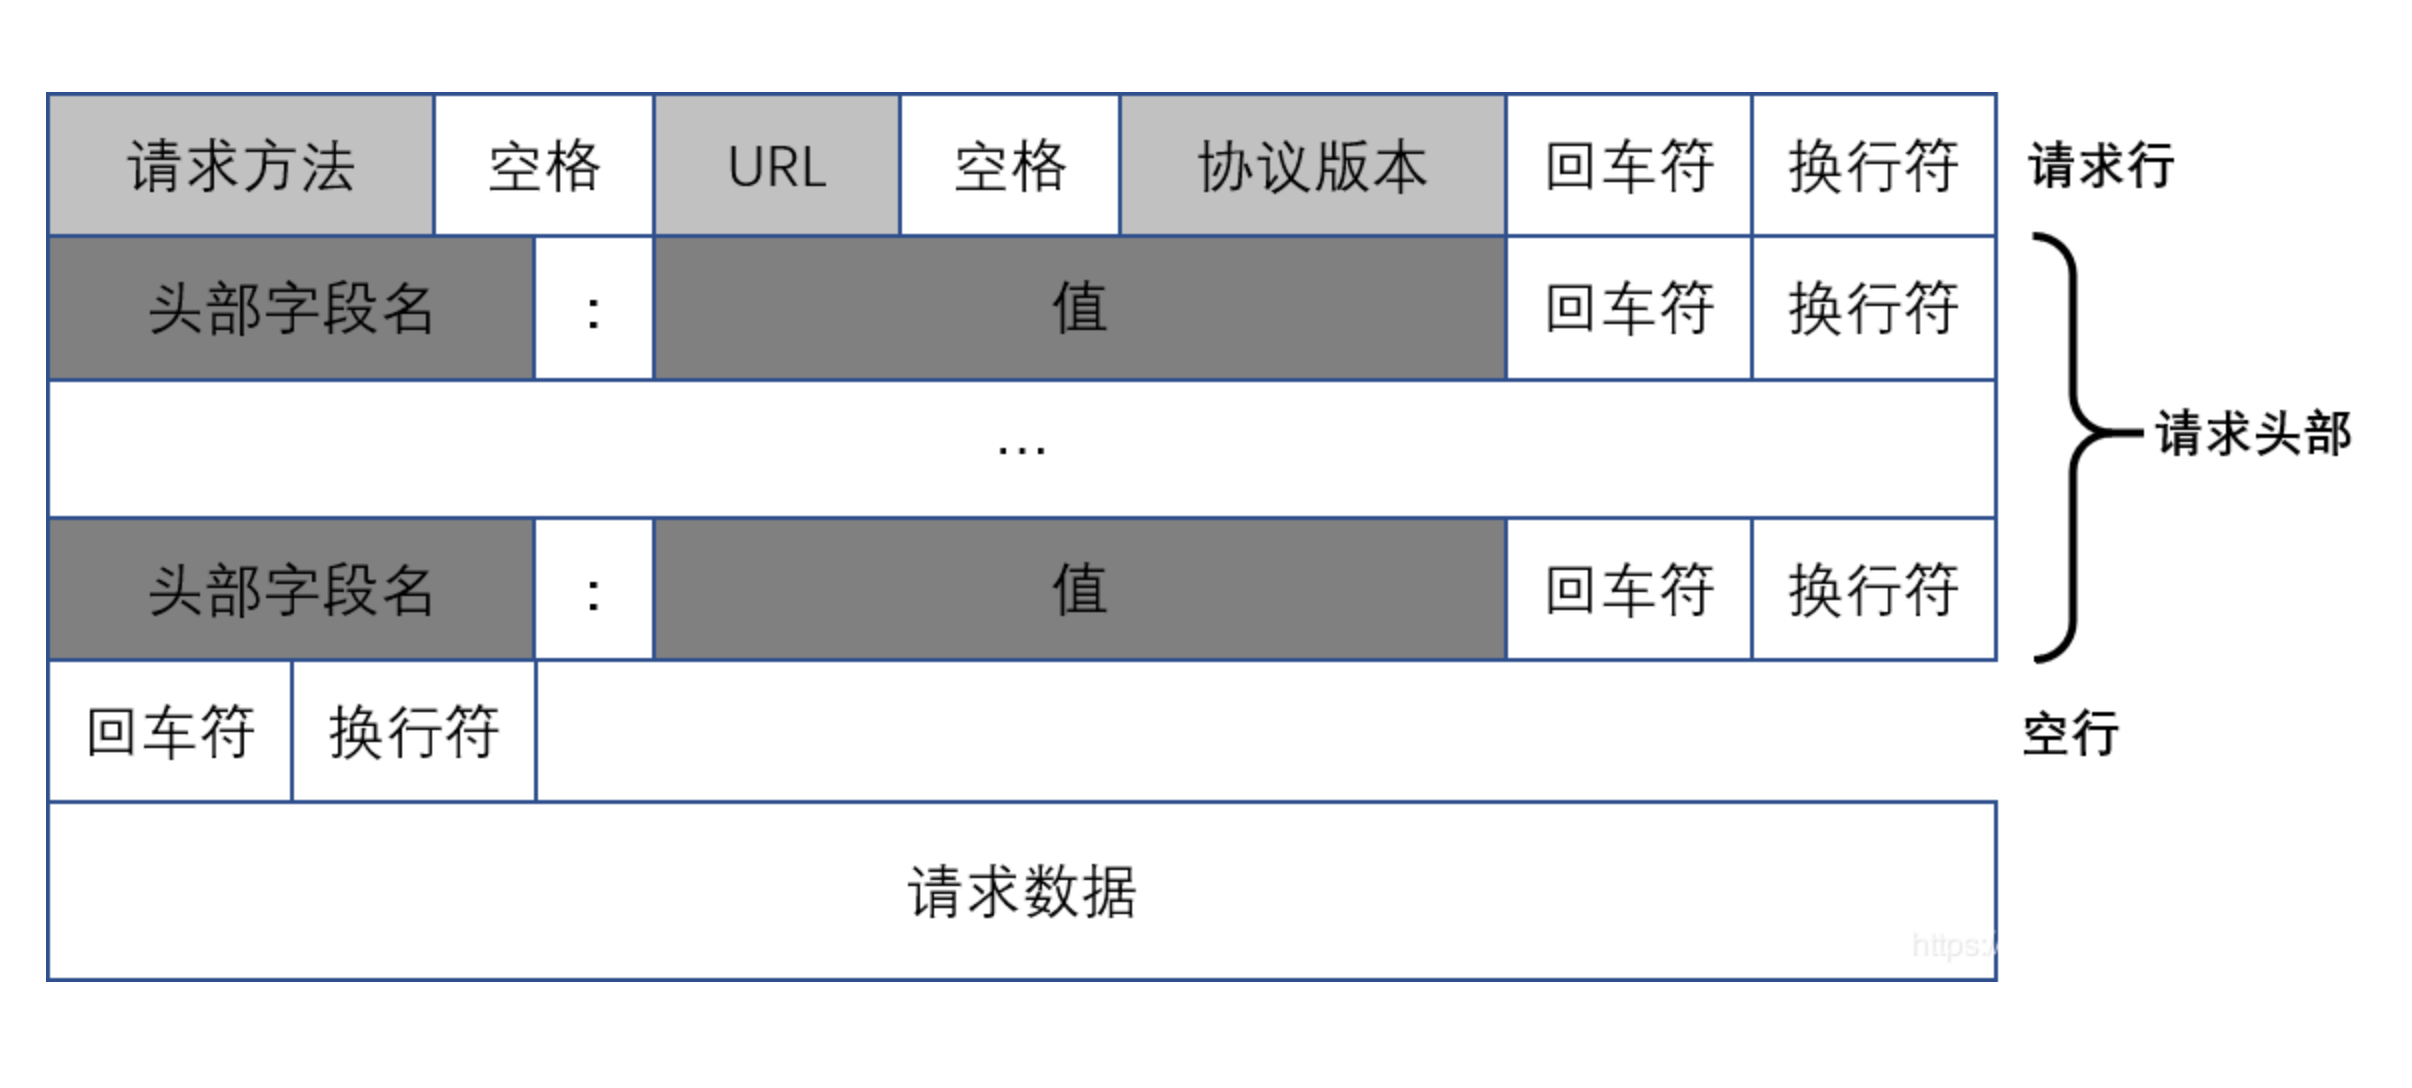 请求方法 空格 URL 空格 协议版本 回车符 换行符 请求行
头部字段名 : 值 回车符 换行符
... 请求头部
头部字段名 : 值 回车符 换行符
回车符 换行符 空行
请求数据
https:/